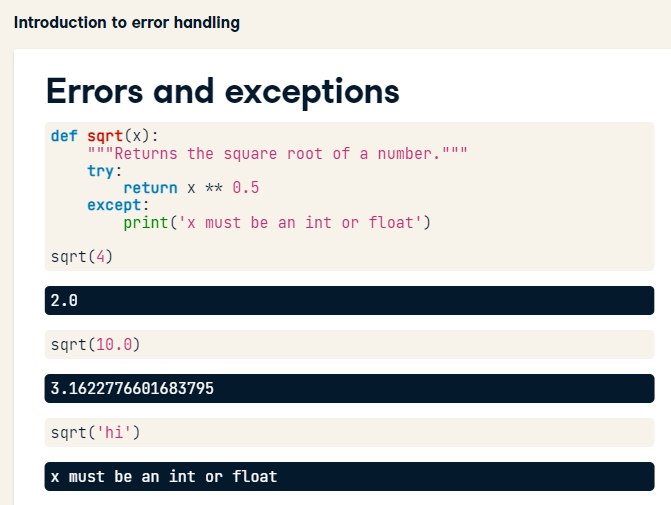 Introduction to error handling
Errors and exceptions
def sqrt(x):
    """Returns the square root of a number."""
    try:
        return x ** 0.5
    except:
        print('x must be an int or float')
sqrt(4)
2.0
sqrt(10.0)
3.1622776601683795
sqrt('hi')
x must be an int or float